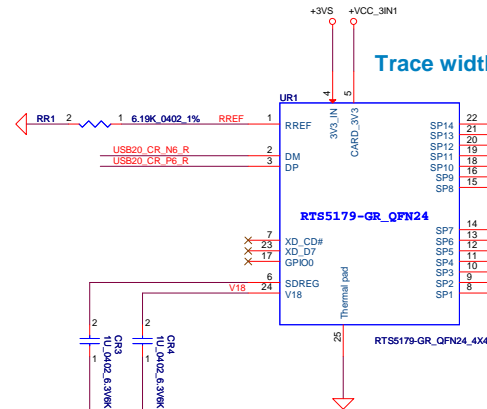 +3VS +VCC_3IN1
Trace width
UR1
4 5
RR1 2 1 6.19K_0402_1% RREF 1 RREF
3V3_IN
CARD_3V3
SP14 22
SP13 21
SP12 20
SP11 19
SP10 18
SP9 16
SP8 15
USB20_CR_N6_R 2 DM
USB20_CR_P6_R 3 DP
RTS5179-GR_QFN24
SP7 14
SP6 13
SP5 12
SP4 11
SP3 10
SP2 9
SP1 8
7 XD_CD#
23 XD_D7
17 GPIO0
6 SDREG
V18 24 V18
Thermal pad
25
RTS5179-GR_QFN24_4X4
2 2
CR3
1U_0402_6.3V6K
CR4
1U_0402_6.3V6K
1 1